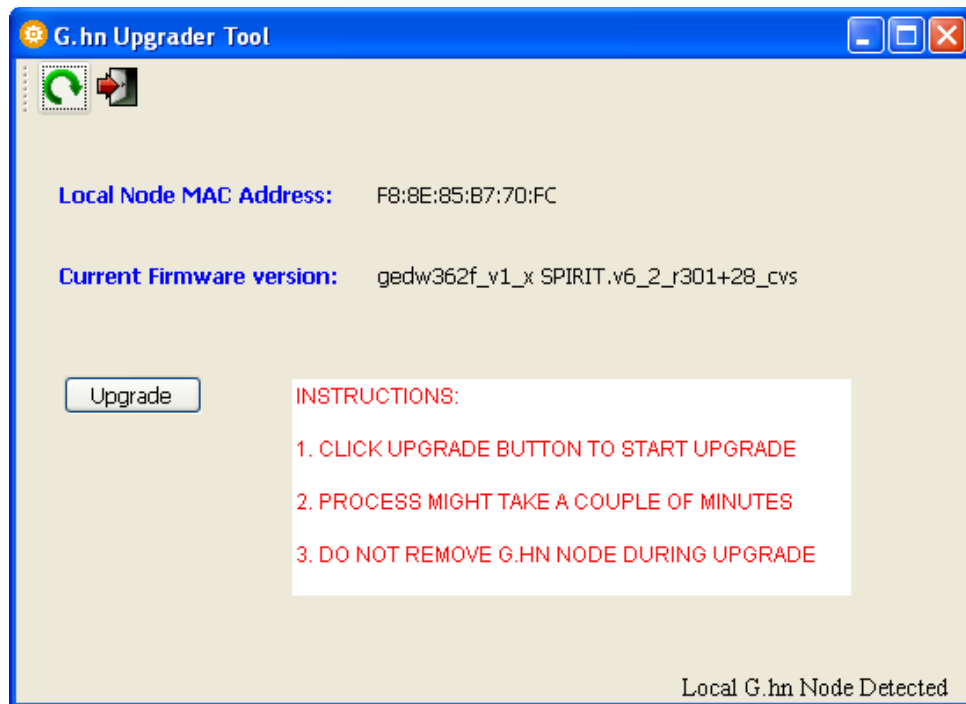 G.hn Upgrader Tool
Local Node MAC Address: F8:8E:85:B7:70:FC
Current Firmware version: gedw362f_v1_x SPIRIT.v6_2_r301+28_cvs
Upgrade
INSTRUCTIONS:
1. CLICK UPGRADE BUTTON TO START UPGRADE
2. PROCESS MIGHT TAKE A COUPLE OF MINUTES
3. DO NOT REMOVE G.HN NODE DURING UPGRADE
Local G.hn Node Detected